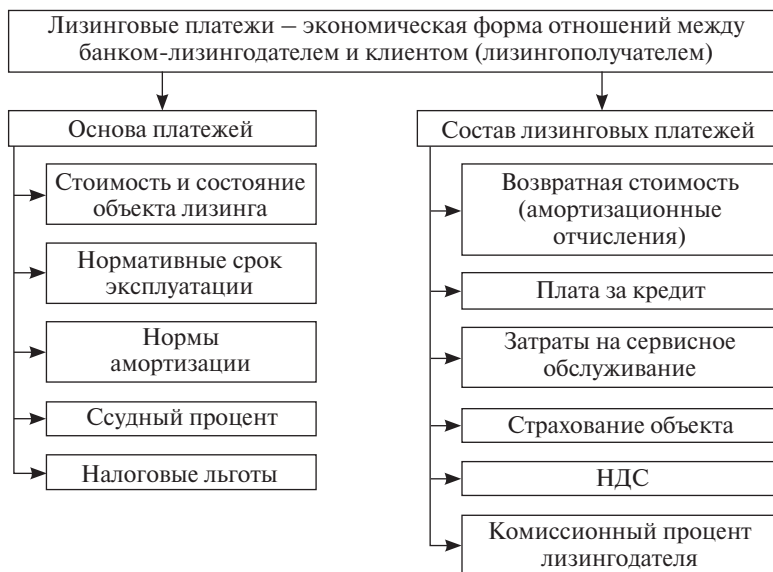 Лизинговые платежи – экономическая форма отношений между
банком-лизингодателем и клиентом (лизингополучателем)
Основа платежей
Стоимость и состояние
объекта лизинга
Нормативные срок
эксплуатации
Нормы
амортизации
Ссудный процент
Налоговые льготы
Состав лизинговых платежей
Возвратная стоимость
(амортизационные
отчисления)
Плата за кредит
Затраты на сервисное
обслуживание
Страхование объекта
НДС
Комиссионный процент
лизингодателя